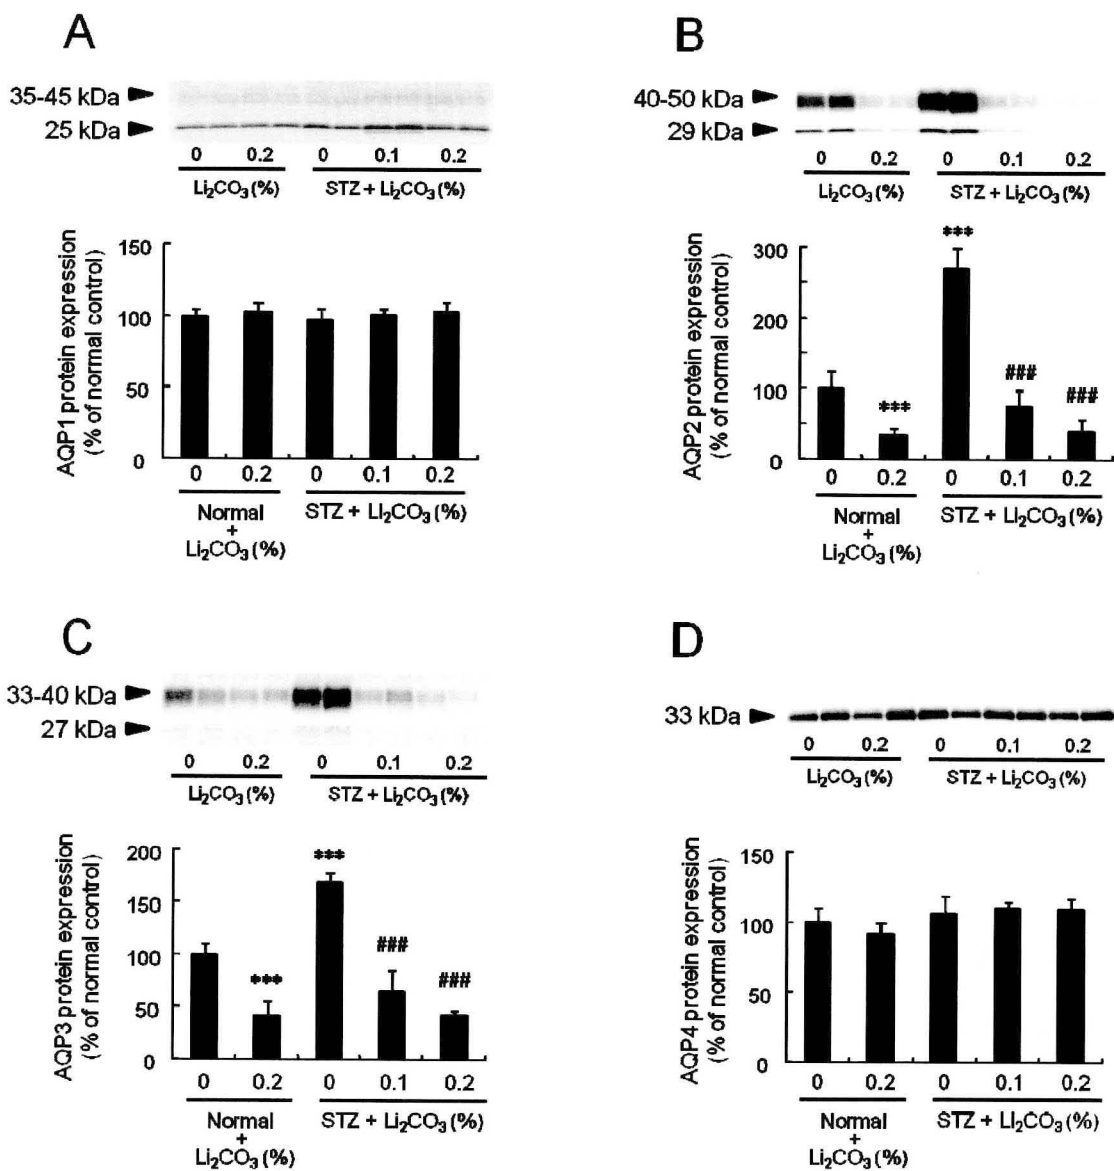 A
35-45 kDa
25 kDa
0 0.2 0 0.1 0.2
Li₂CO₃(%) STZ + Li₂CO₃(%)
AQP1 protein expression
(% of normal control)
150
100
50
0
0 0.2 0 0.1 0.2
Normal
+
Li₂CO₃(%)
STZ + Li₂CO₃(%)
B
40-50 kDa
29 kDa
0 0.2 0 0.1 0.2
Li₂CO₃(%) STZ + Li₂CO₃(%)
AQP2 protein expression
(% of normal control)
300
200
100
0
*** *** ### ###
0 0.2 0 0.1 0.2
Normal
+
Li₂CO₃(%)
STZ + Li₂CO₃(%)
C
33-40 kDa
27 kDa
0 0.2 0 0.1 0.2
Li₂CO₃(%) STZ + Li₂CO₃(%)
AQP3 protein expression
(% of normal control)
200
150
100
50
0
*** *** ### ###
0 0.2 0 0.1 0.2
Normal
+
Li₂CO₃(%)
STZ + Li₂CO₃(%)
D
33 kDa
0 0.2 0 0.1 0.2
Li₂CO₃(%) STZ + Li₂CO₃(%)
AQP4 protein expression
(% of normal control)
150
100
50
0
0 0.2 0 0.1 0.2
Normal
+
Li₂CO₃(%)
STZ + Li₂CO₃(%)